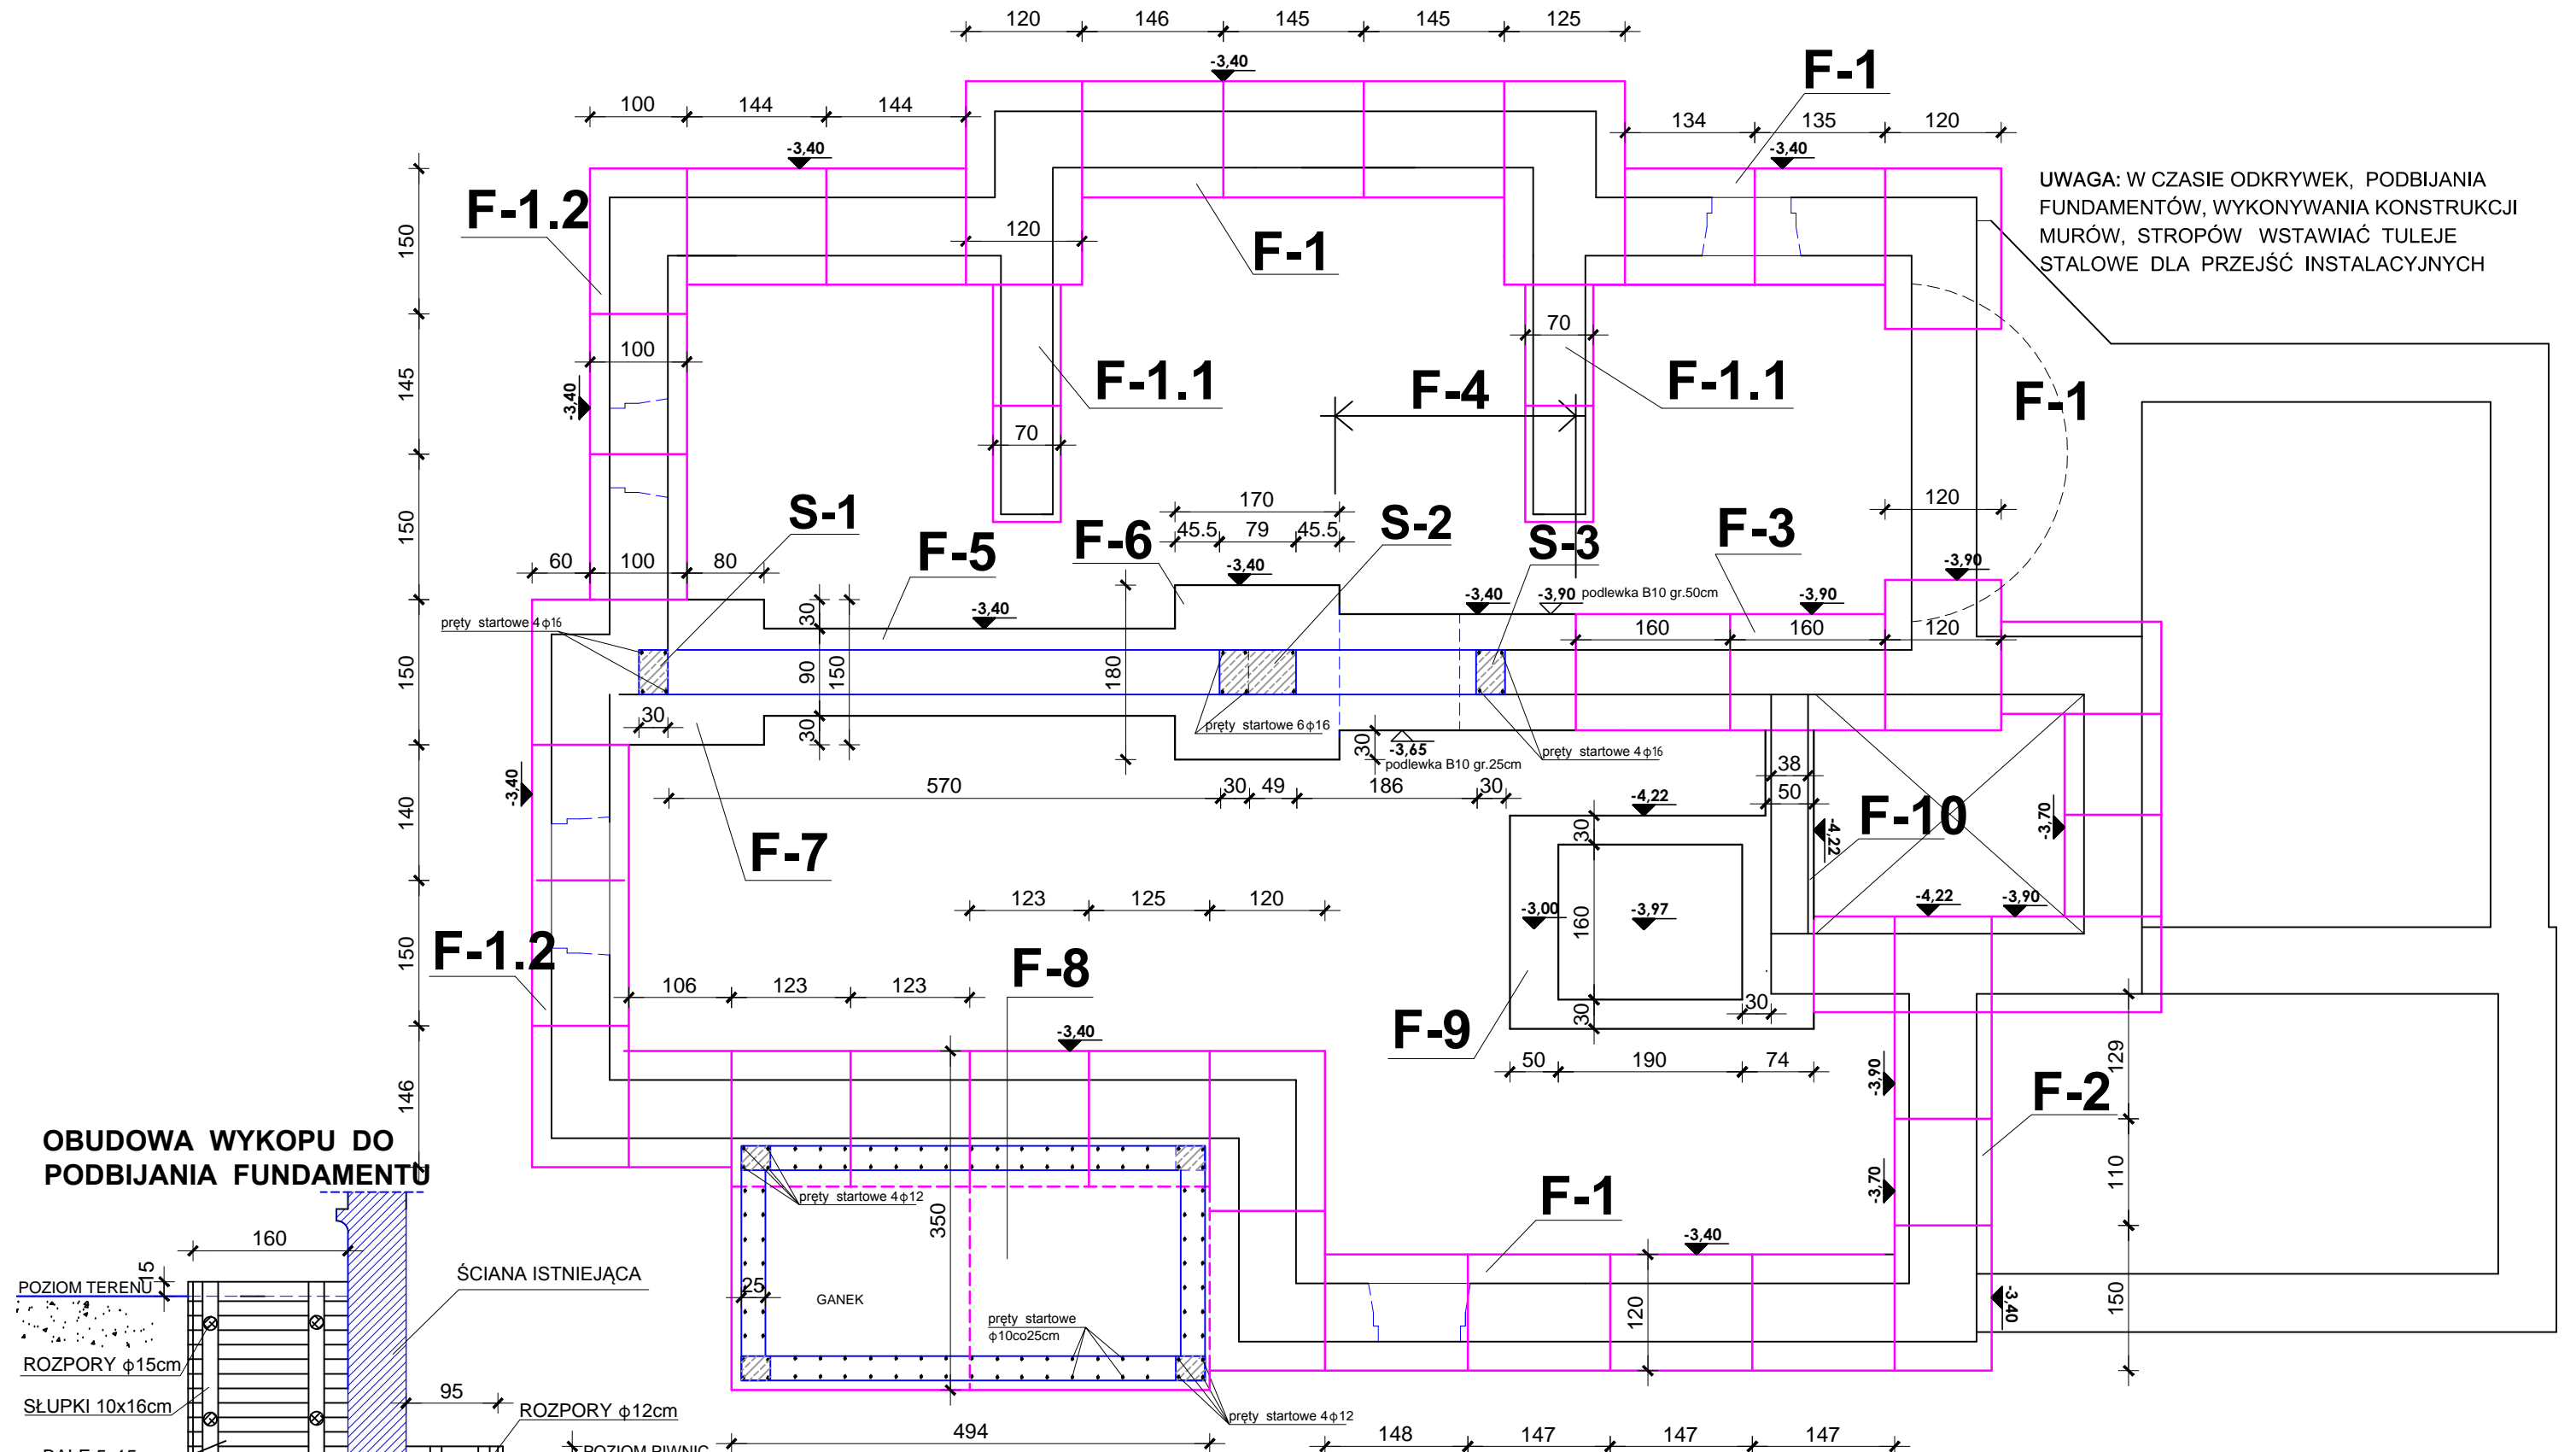 120 146 145 145 125
-3,40
F-1
100 144 144
134 135 120
-3,40
-3,40
UWAGA: W CZASIE ODKRYWEK, PODBIJANIA
FUNDAMENTÓW, WYKONYWANIA KONSTRUKCJI
MURÓW, STROPÓW WSTAWIAĆ TULEJE
STALOWE DLA PRZEJŚĆ INSTALACYJNYCH
F-1.2
150
120
F-1
100
70
145
-3,40
F-1.1
F-4
F-1.1
F-1
70
150
170
120
S-1
45.5 79 45.5
S-2
F-5
F-6
S-3
F-3
60 100 80
-3,40
-3,90
30
-3,40
-3,40
-3,90 podlewka B10 gr.50cm
-3,90
pręty startowe 4ϕ16
160 160 120
150
90
150
180
30
30
pręty startowe 6ϕ16
30
-3,65
podlewka B10 gr.25cm
pręty startowe 4ϕ16
38
570 30 49 186 30
50
-3,40
140
-4,22
F-10
30
-4,22
-3,70
F-7
123 125 120
-3,00
-3,97
-4,22
-3,90
160
150
F-1.2
F-8
106 123 123
30
30
F-9
-3,40
50 190 74
129
-3,90
F-2
146
OBUDOWA WYKOPU DO
PODBIJANIA FUNDAMENTU
110
-3,70
pręty startowe 4ϕ12
F-1
350
-3,40
160
15
POZIOM TERENU
ŚCIANA ISTNIEJĄCA
25
GANEK
pręty startowe
ϕ10co25cm
120
150
-3,40
ROZPORY ϕ15cm
SŁUPKI 10x16cm
95
ROZPORY ϕ12cm
pręty startowe 4ϕ12
494
148 147 147 147
POZIOM PIWNIC